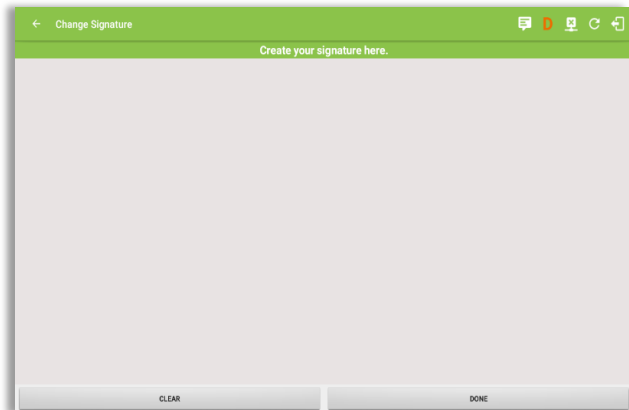 Change Signature
D
Create your signature here.
CLEAR
DONE